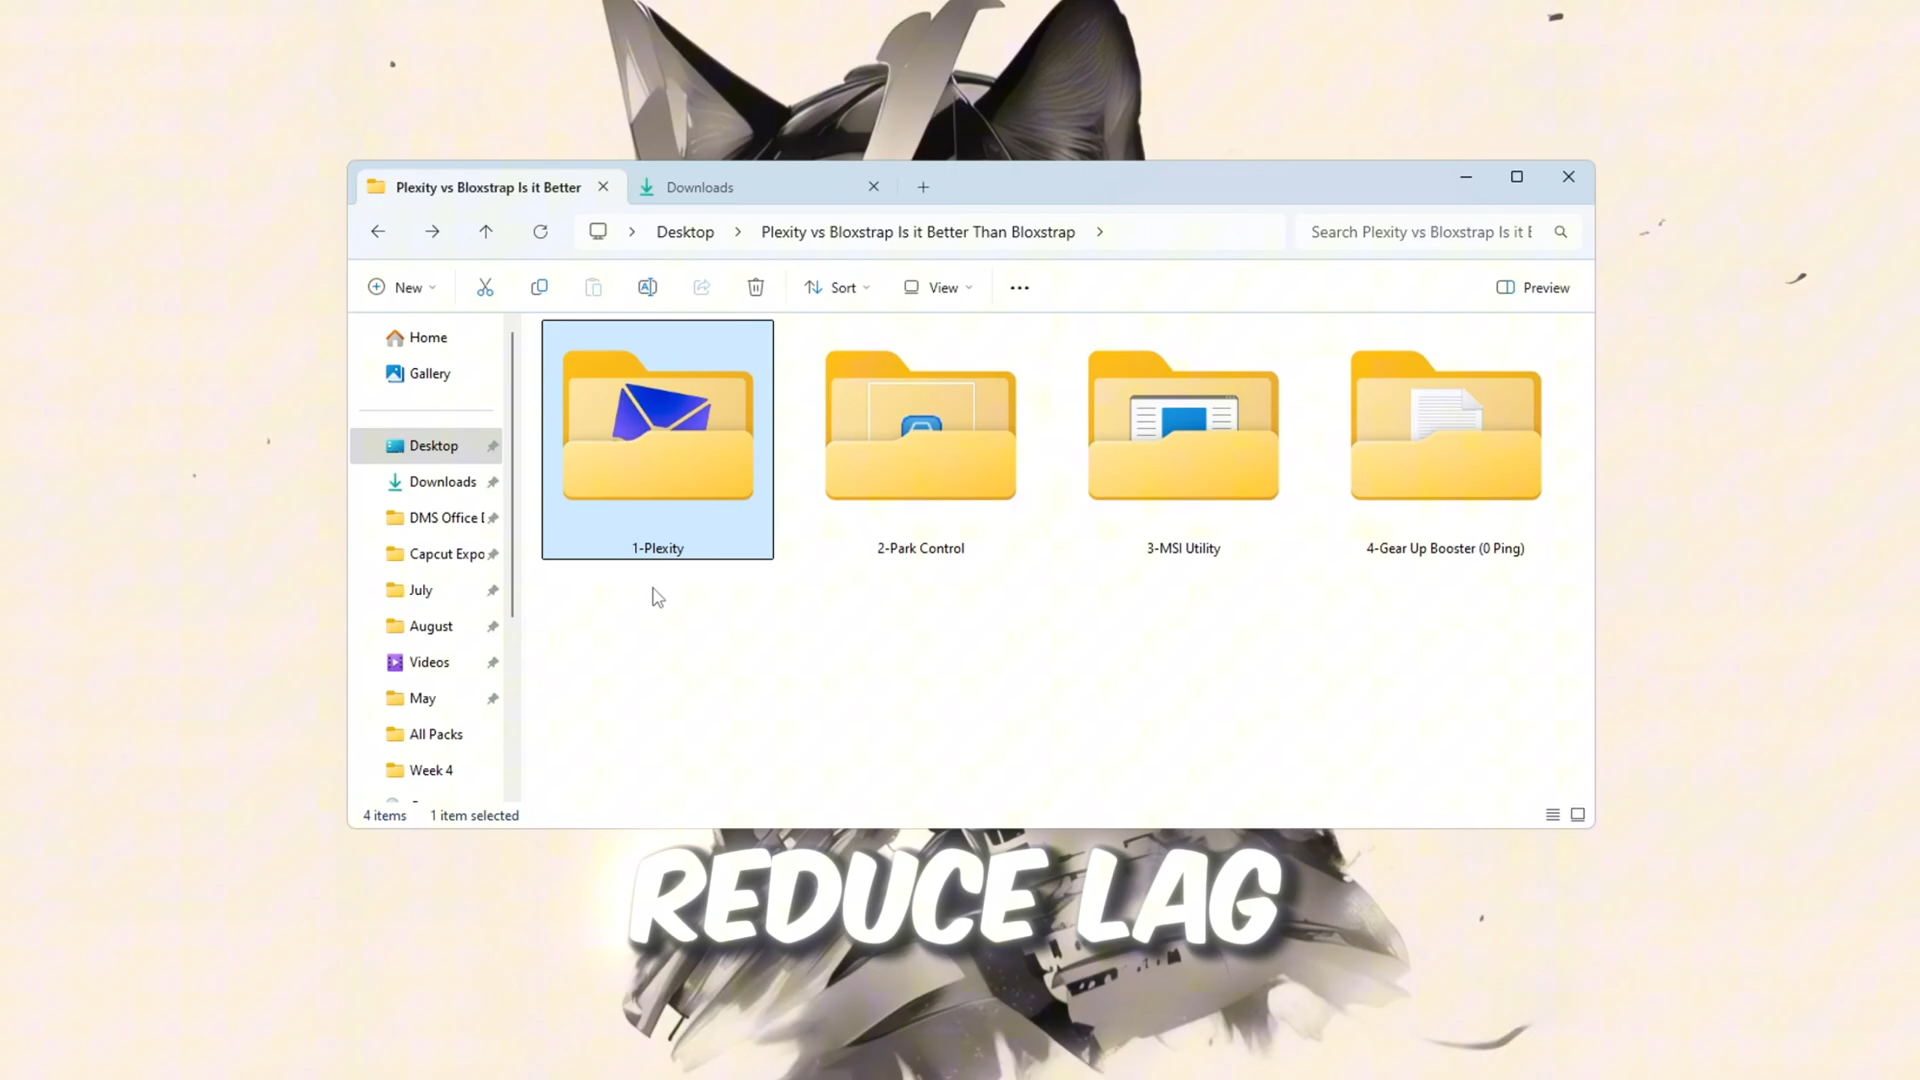 Plexity vs Bloxstrap Is it Better
Downloads
Desktop
Plexity vs Bloxstrap Is it Better Than Bloxstrap
Search Plexity vs Bloxstrap Is it E
New
Sort
View
Preview
Home
Gallery
Desktop
Downloads
DMS Office
Capcut Expo
July
August
Videos
May
All Packs
Week 4
1-Plexity
2-Park Control
3-MSI Utility
4-Gear Up Booster (0 Ping)
4 items
1 item selected
REDUCE LAG